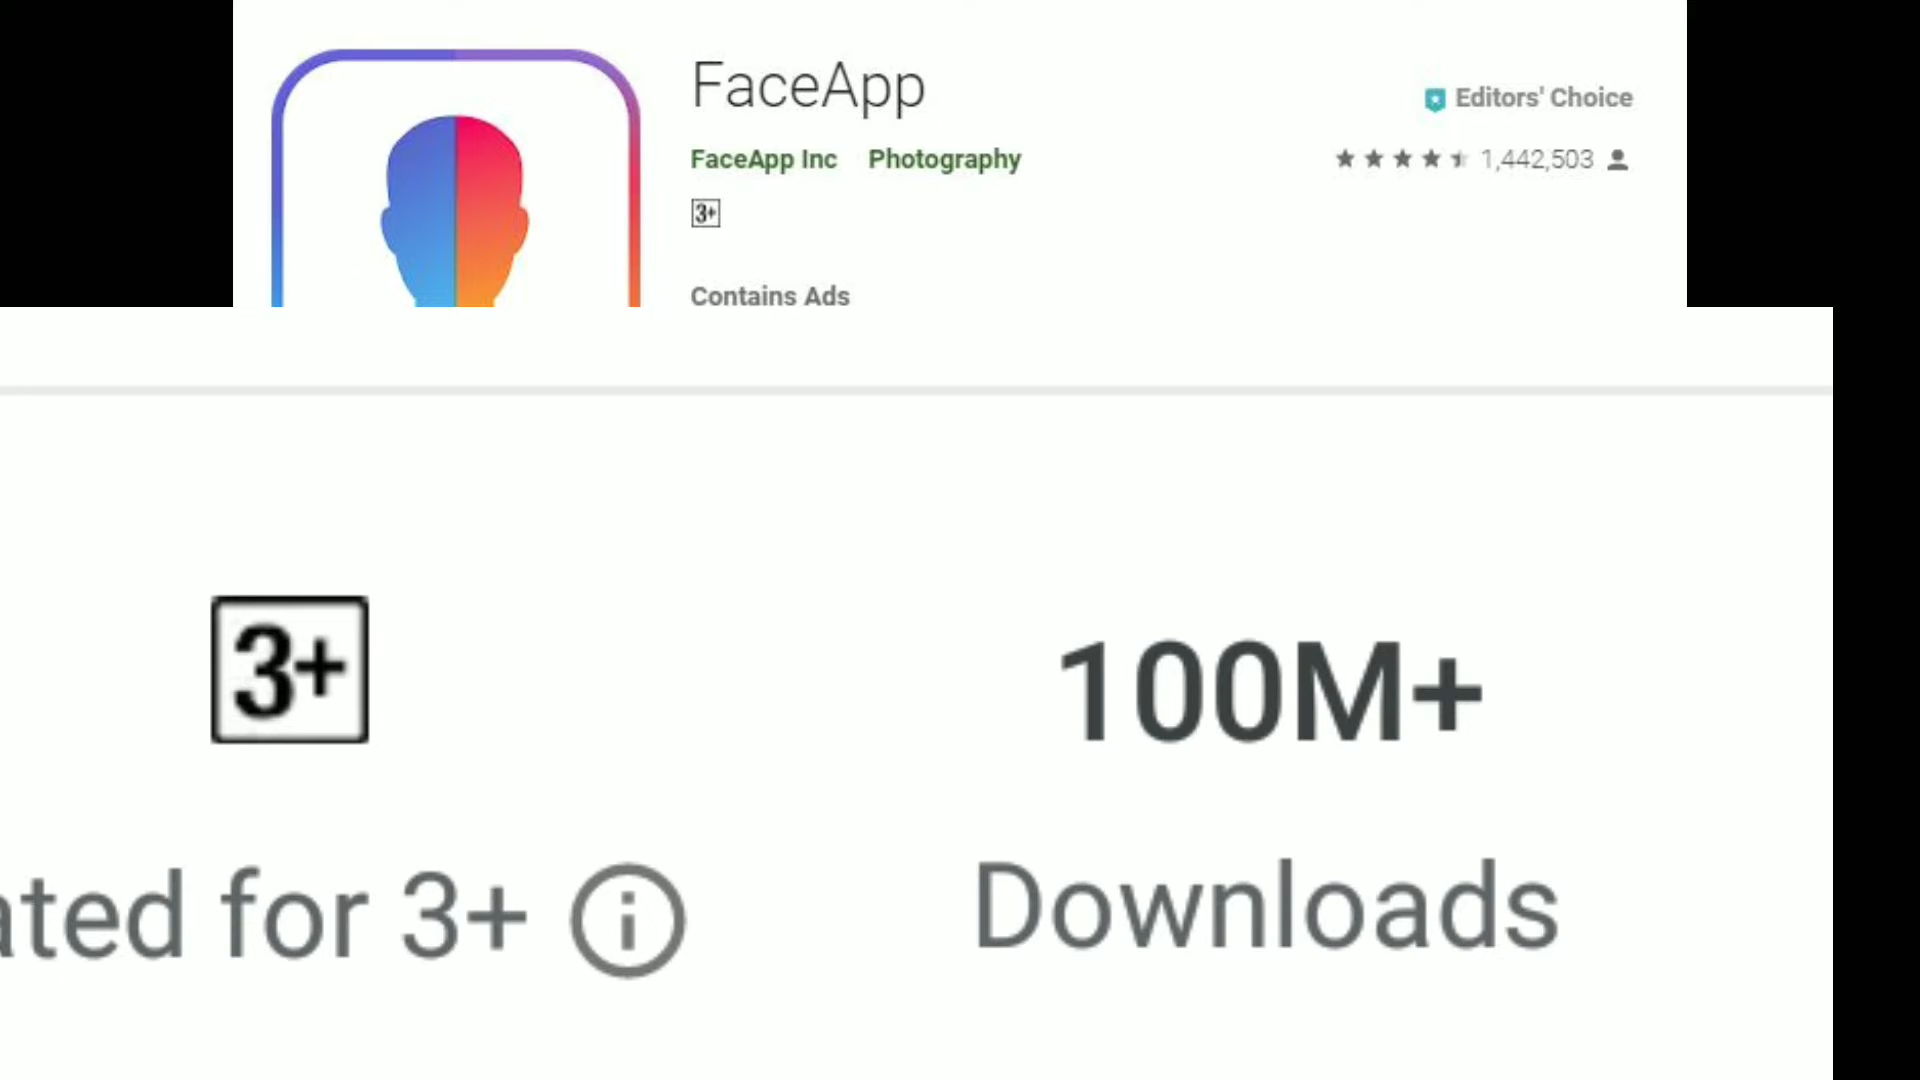 FaceApp
Editors' Choice
FaceApp Inc Photography
1,442,503
3+
Contains Ads
3+
100M+
ated for 3+
Downloads